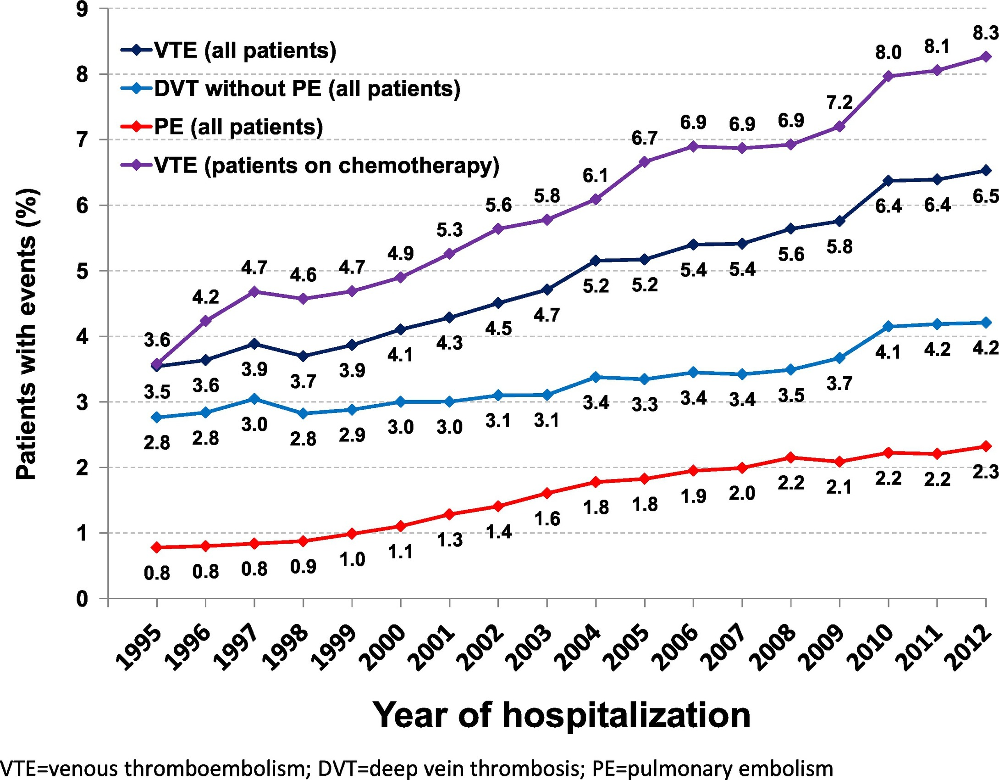 Patients with events (%)
9
8
7
6
5
4
3
2
1
0
VTE (all patients)
DVT without PE (all patients)
PE (all patients)
VTE (patients on chemotherapy)
3.6 4.2 4.7 4.6 4.7 4.9 5.3 5.6 5.8 6.1 6.7 6.9 6.9 6.9 7.2 8.0 8.1 8.3
3.5 3.6 3.9 3.7 3.9 4.1 4.3 4.5 4.7 5.2 5.2 5.4 5.4 5.6 5.8 6.4 6.4 6.5
2.8 2.8 3.0 2.8 2.9 3.0 3.0 3.1 3.1 3.4 3.3 3.4 3.4 3.5 3.7 4.1 4.2 4.2
0.8 0.8 0.8 0.9 1.0 1.1 1.3 1.4 1.6 1.8 1.8 1.9 2.0 2.2 2.1 2.2 2.2 2.3
1995 1996 1997 1998 1999 2000 2001 2002 2003 2004 2005 2006 2007 2008 2009 2010 2011 2012
Year of hospitalization
VTE=venous thromboembolism; DVT=deep vein thrombosis; PE=pulmonary embolism